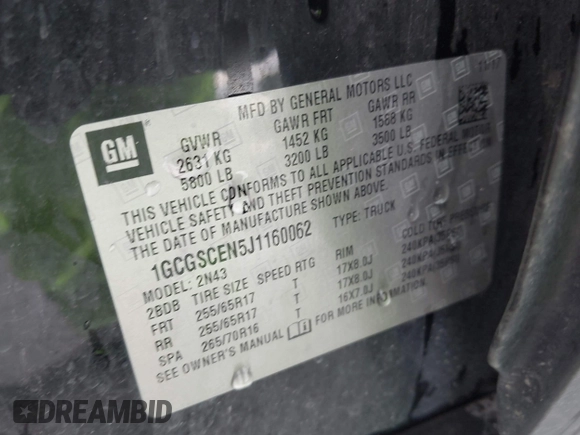 MFD BY GENERAL MOTORS LLC
GM
GVWR GAWR FRT GAWR RR
2631 KG 1452 KG 1588 KG
5800 LB 3200 LB 3500 LB
THIS VEHICLE CONFORMS TO ALL APPLICABLE U.S. FEDERAL MOTOR
VEHICLE SAFETY AND THEFT PREVENTION STANDARDS IN EFFECT ON
THE DATE OF MANUFACTURE SHOWN ABOVE.
1GCGSCEN5J1160062 TYPE: TRUCK
MODEL: 2N43
2BDB TIRE SIZE SPEED RTG RIM COLD TIRE
FRT 255/65R17 T 17X8.0J
RR 255/65R17 T 17X8.0J
SPA 265/70R16 T 16X7.0J
SEE OWNER'S MANUAL FOR MORE INFORMATION.
DREAMBID